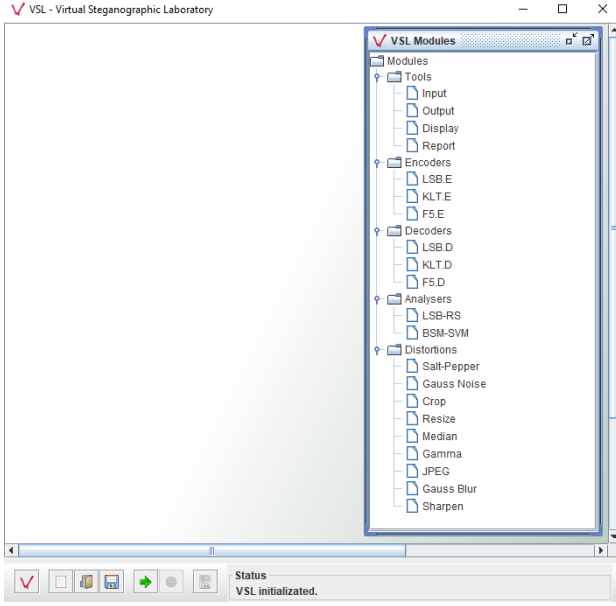 VSL - Virtual Steganographic Laboratory
VSL Modules
Modules
Tools
Input
Output
Display
Report
Encoders
LSB.E
KLT.E
F5.E
Decoders
LSB.D
KLT.D
F5.D
Analysers
LSB-RS
BSM-SVM
Distortions
Salt-Pepper
Gauss Noise
Crop
Resize
Median
Gamma
JPEG
Gauss Blur
Sharpen
Status
VSL initializated.